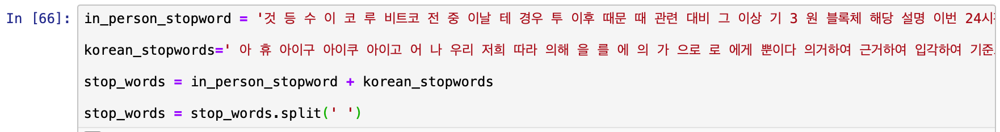 In [66]: in_person_stopword = '것 등 수 이 코 루 비트코 전 중 이날 테 경우 투 이후 때문 때 관련 대비 그 이상 기 3 원 블록체 해당 설명 이번 24시
korean_stopwords=' 아 휴 아이구 아이쿠 아이고 어 나 우리 저희 따라 의해 을 를 에 의 가 으로 로 에게 뿐이다 의거하여 근거하여 입각하여 기준
stop_words = in_person_stopword + korean_stopwords
stop_words = stop_words.split(' ')